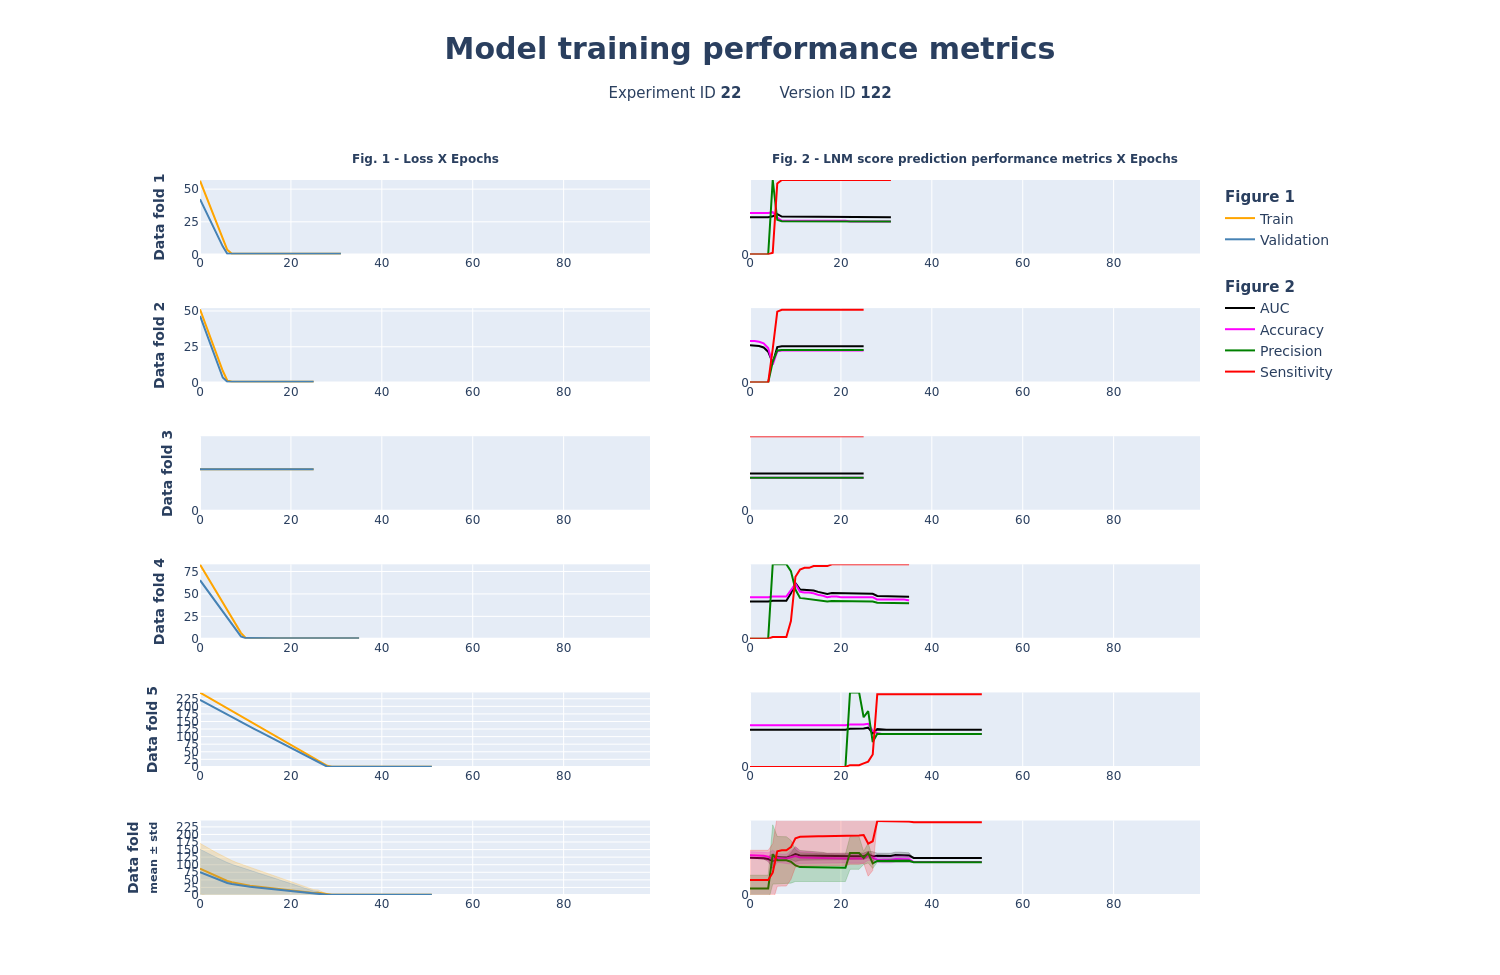 Model training performance metrics
Experiment ID 22 Version ID 122
Fig. 1 - Loss X Epochs
Fig. 2 - LNM score prediction performance metrics X Epochs
Data fold 1
50
25
0
0 20 40 60 80
0
0 20 40 60 80
Figure 1
Train
Validation
Figure 2
AUC
Accuracy
Precision
Sensitivity
Data fold 2
50
25
0
0 20 40 60 80
0
0 20 40 60 80
Data fold 3
0
0 20 40 60 80
0
0 20 40 60 80
Data fold 4
75
50
25
0
0 20 40 60 80
0
0 20 40 60 80
Data fold 5
225
200
175
150
125
100
75
50
25
0
0 20 40 60 80
0
0 20 40 60 80
Data fold
mean ± std
225
200
175
150
125
100
75
50
25
0
0 20 40 60 80
0
0 20 40 60 80